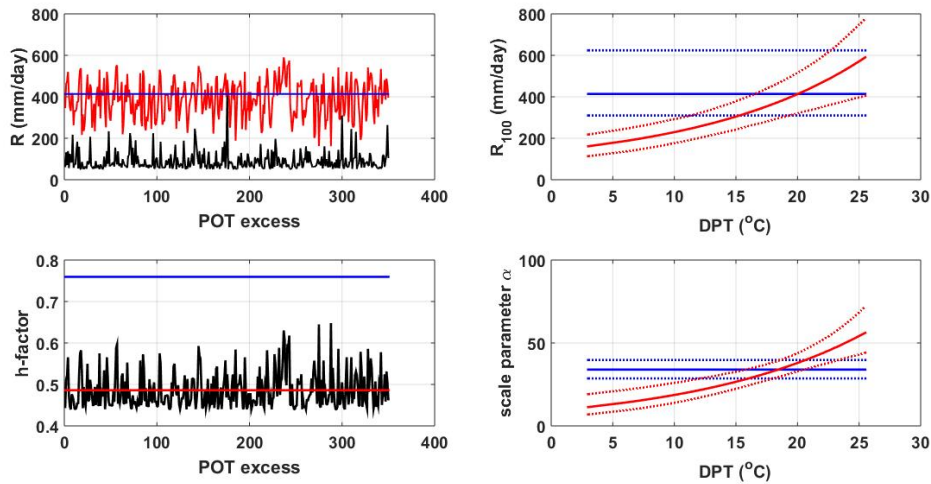 800
600
400
200
0
R (mm/day)
0 100 200 300 400
POT excess
800
600
400
200
0
R100 (mm/day)
0 5 10 15 20 25 30
DPT (°C)
0.8
0.7
0.6
0.5
0.4
h-factor
0 100 200 300 400
POT excess
100
50
0
scale parameter α
0 5 10 15 20 25 30
DPT (°C)